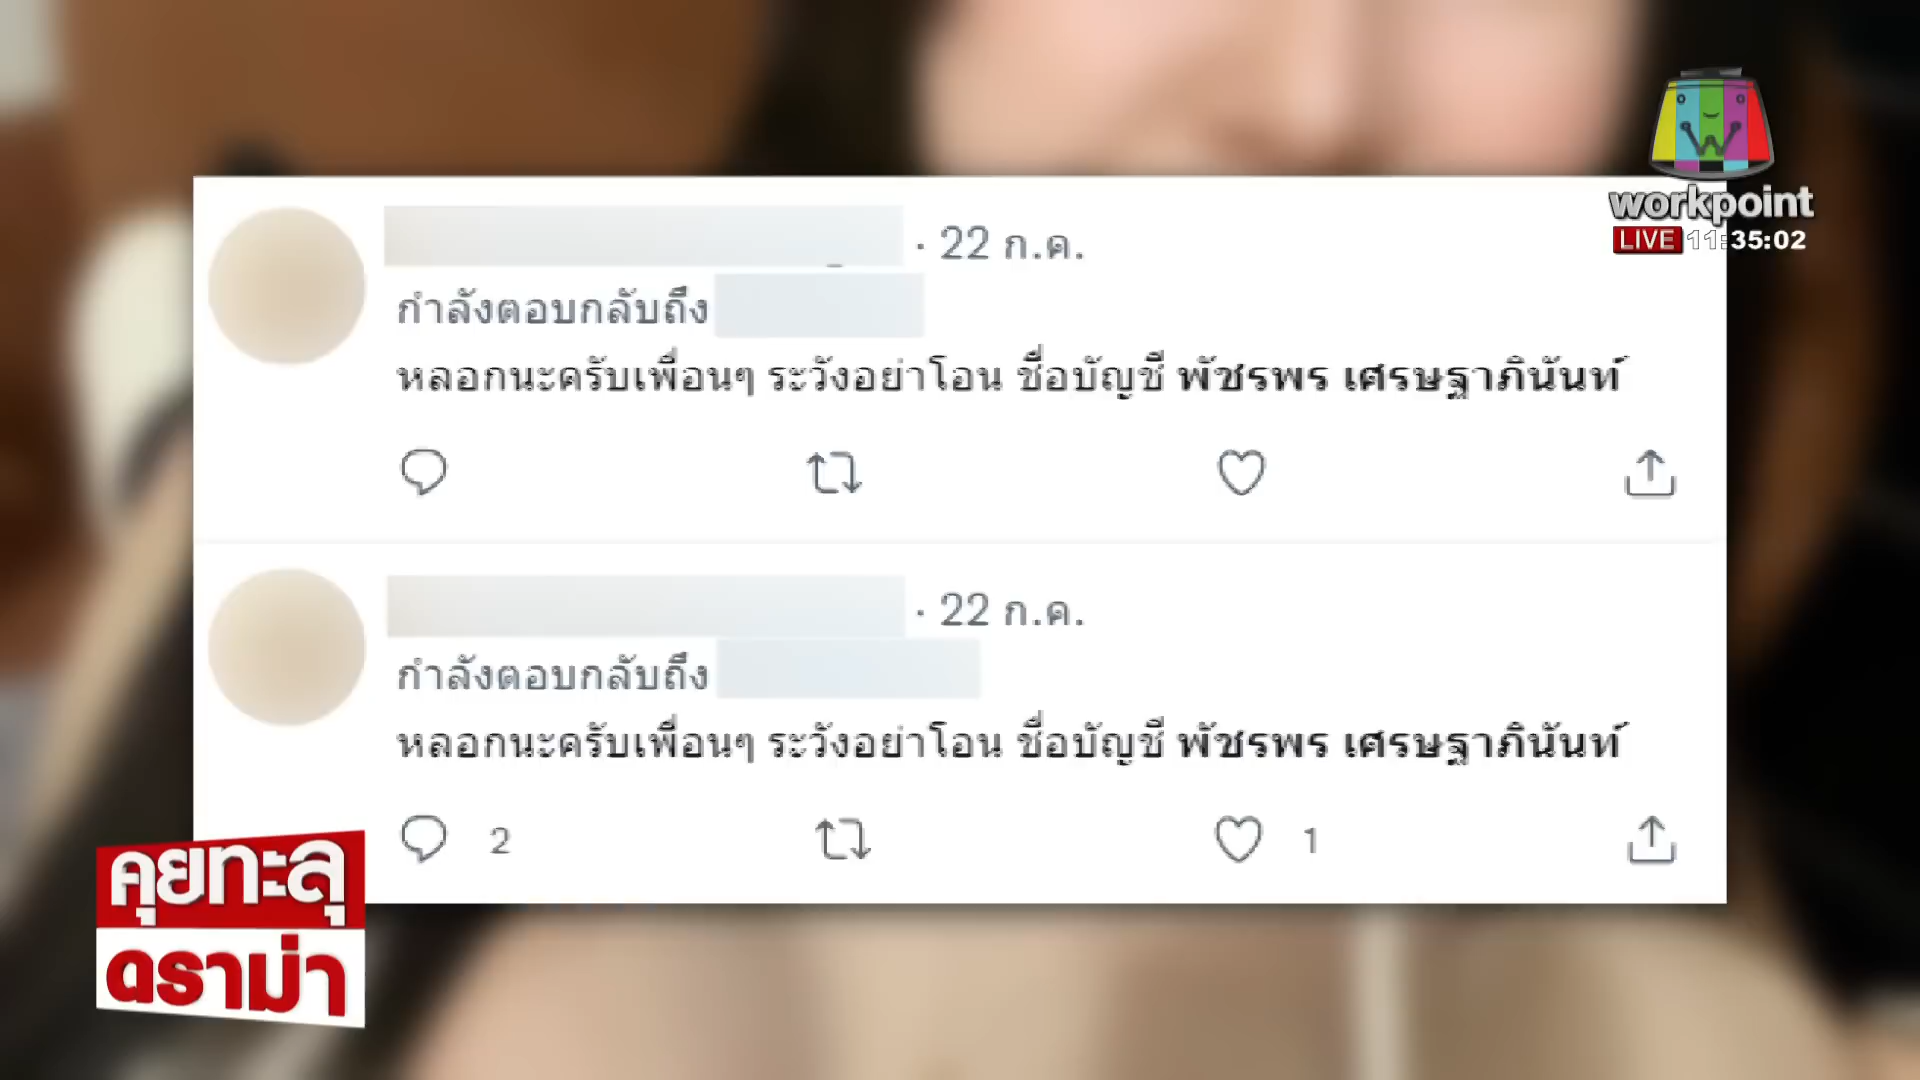 workpoint
LIVE 11:35:02
· 22 ก.ค.
กำลังตอบกลับถึง
หลอกนะครับเพื่อนๆ ระวังอย่าโอน ชื่อบัญชี พัชรพร เศรษฐาภินันท์
· 22 ก.ค.
กำลังตอบกลับถึง
หลอกนะครับเพื่อนๆ ระวังอย่าโอน ชื่อบัญชี พัชรพร เศรษฐาภินันท์
2 1
คุยทะลุ
ดราม่า